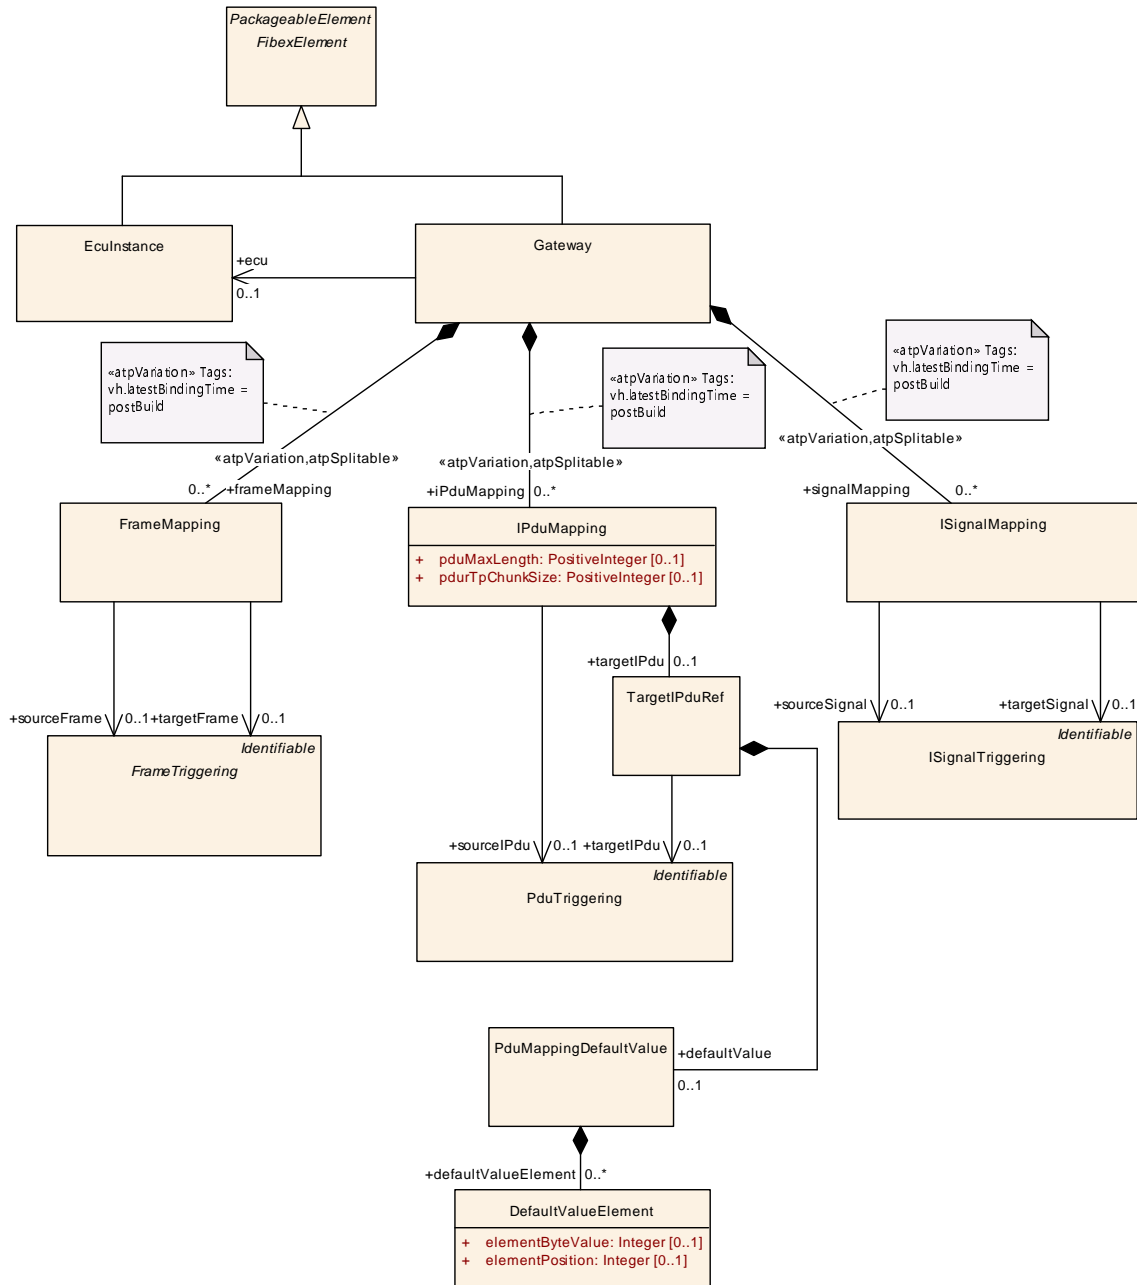 PackageableElement
FibexElement
EcuInstance
Gateway
+ecu
0..1
«atpVariation» Tags:
vh.latestBindingTime =
postBuild
«atpVariation» Tags:
vh.latestBindingTime =
postBuild
«atpVariation» Tags:
vh.latestBindingTime =
postBuild
«atpVariation,atpSplitable»
«atpVariation,atpSplitable»
«atpVariation,atpSplitable»
0..* +frameMapping
+iPduMapping 0..*
+signalMapping 0..*
FrameMapping
IPduMapping
+ pduMaxLength: PositiveInteger [0..1]
+ pdurTpChunkSize: PositiveInteger [0..1]
ISignalMapping
+targetIPdu 0..1
TargetIPduRef
+sourceFrame 0..1 +targetFrame 0..1
+sourceSignal 0..1 +targetSignal 0..1
Identifiable
FrameTriggering
Identifiable
ISignalTriggering
+sourceIPdu 0..1 +targetIPdu 0..1
Identifiable
PduTriggering
PduMappingDefaultValue
+defaultValue
0..1
+defaultValueElement 0..*
DefaultValueElement
+ elementByteValue: Integer [0..1]
+ elementPosition: Integer [0..1]